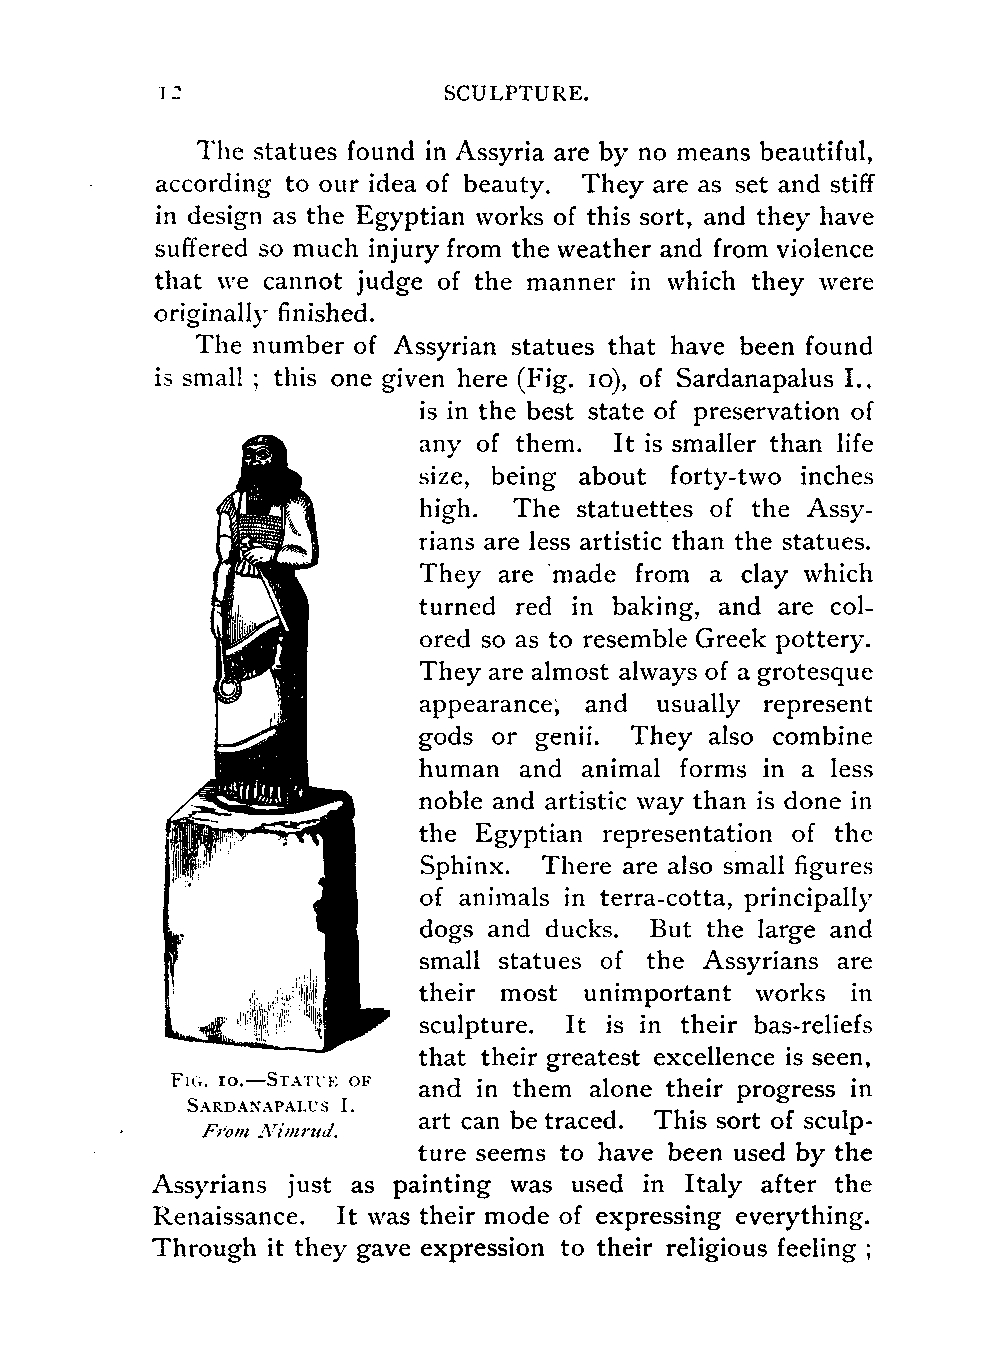 12 SCULPTURE.
The statues found in Assyria are by no means beautiful,
according to our idea of beauty. They are as set and stiff
in design as the Egyptian works of this sort, and they have
suffered so much injury from the weather and from violence
that we cannot judge of the manner in which they were
originally finished.
The number of Assyrian statues that have been found
is small ; this one given here (Fig. 10), of Sardanapalus I.,
is in the best state of preservation of
any of them. It is smaller than life
size, being about forty-two inches
high. The statuettes of the Assy-
rians are less artistic than the statues.
They are made from a clay which
turned red in baking, and are col-
ored so as to resemble Greek pottery.
They are almost always of a grotesque
appearance, and usually represent
gods or genii. They also combine
human and animal forms in a less
noble and artistic way than is done in
the Egyptian representation of the
Sphinx. There are also small figures
of animals in terra-cotta, principally
dogs and ducks. But the large and
small statues of the Assyrians are
their most unimportant works in
sculpture. It is in their bas-reliefs
that their greatest excellence is seen,
and in them alone their progress in
art can be traced. This sort of sculp-
ture seems to have been used by the
Fig. 10.—Statue of
Sardanapalus I.
From Nimrud.
Assyrians just as painting was used in Italy after the
Renaissance. It was their mode of expressing everything.
Through it they gave expression to their religious feeling ;